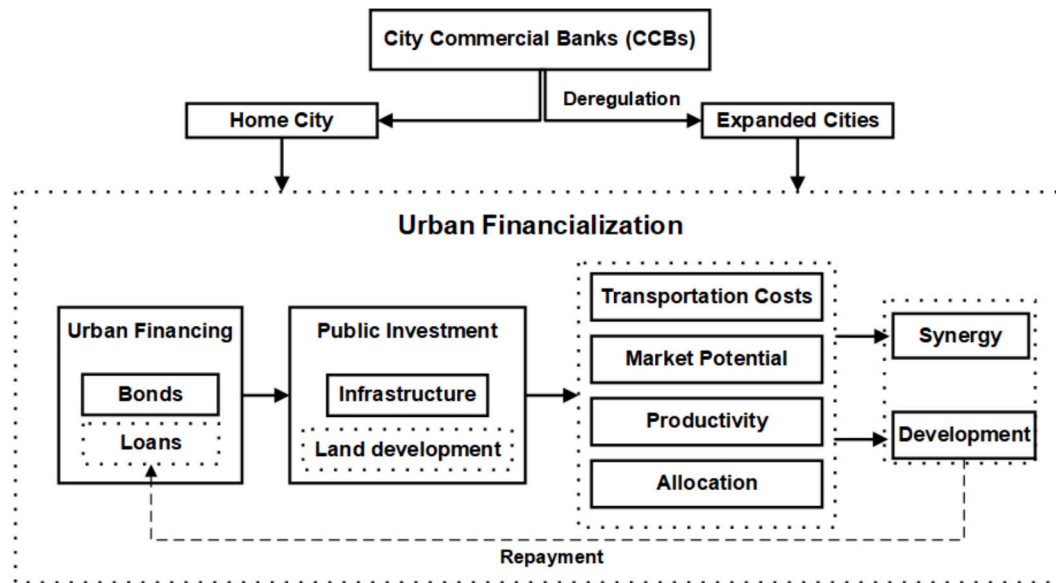 City Commercial Banks (CCBs)
Deregulation
Home City
Expanded Cities
Urban Financialization
Urban Financing
Bonds
Loans
Public Investment
Infrastructure
Land development
Transportation Costs
Market Potential
Productivity
Allocation
Synergy
Development
Repayment